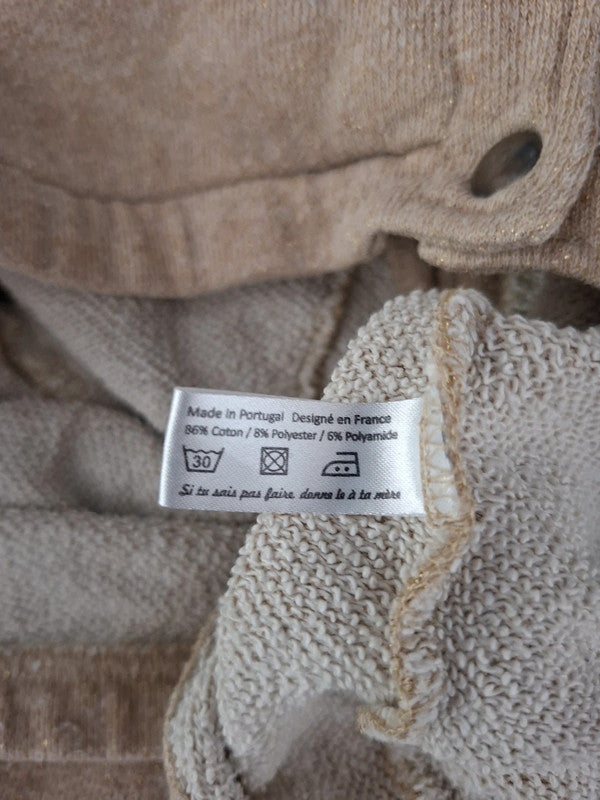 Made in Portugal Designé en France
86% Coton / 8% Polyester / 6% Polyamide
30
Si tu sais pas faire donne le à ta mère